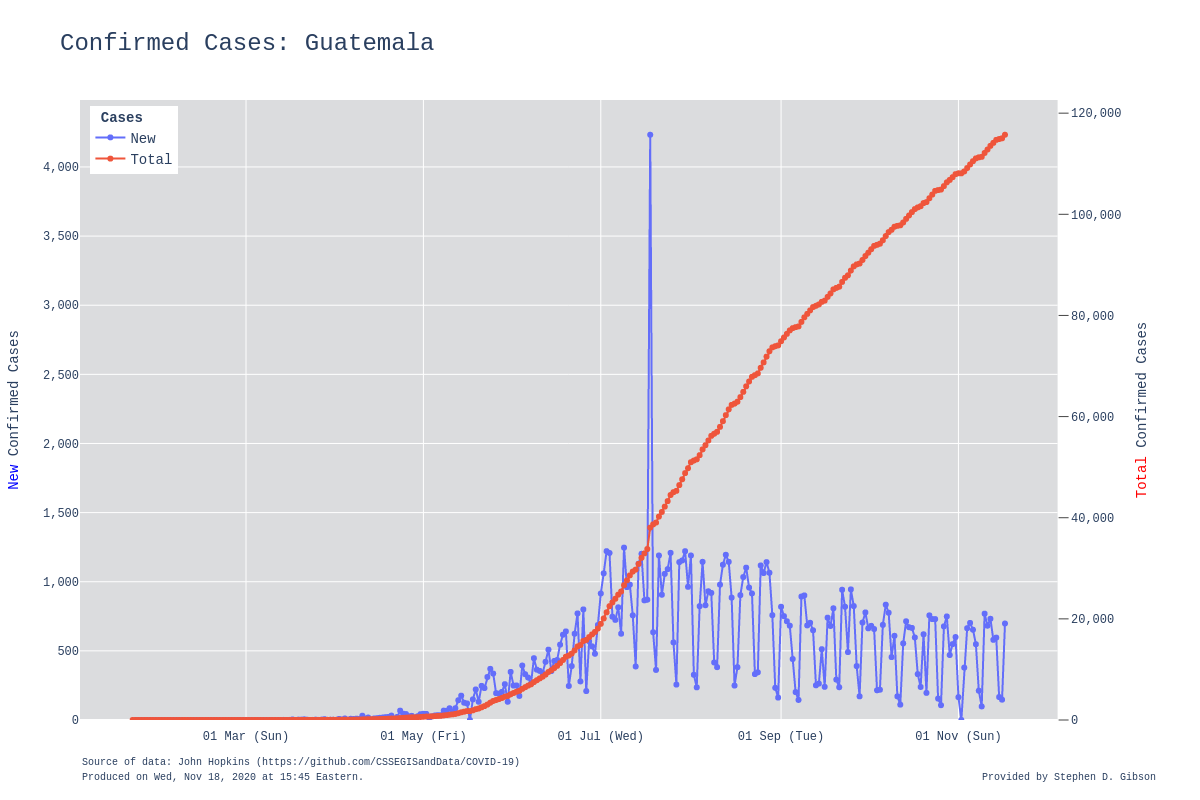 Confirmed Cases: Guatemala
Cases
New
Total
4,000
3,500
3,000
2,500
2,000
1,500
1,000
500
0
New Confirmed Cases
120,000
100,000
80,000
60,000
40,000
20,000
0
Total Confirmed Cases
01 Mar (Sun)
01 May (Fri)
01 Jul (Wed)
01 Sep (Tue)
01 Nov (Sun)
Source of data: John Hopkins (https://github.com/CSSEGISandData/COVID-19)
Produced on Wed, Nov 18, 2020 at 15:45 Eastern.
Provided by Stephen D. Gibson